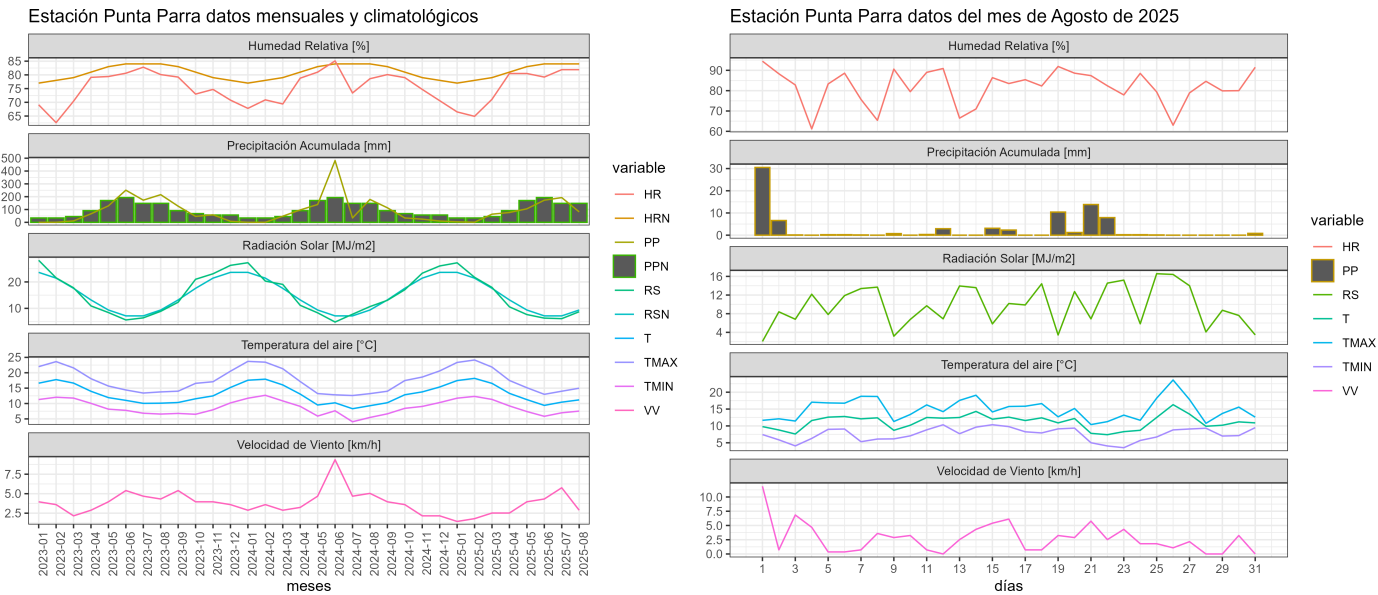 Estación Punta Parra datos mensuales y climatológicos
Humedad Relativa [%]
85
80
75
70
65
Precipitación Acumulada [mm]
500
400
300
200
100
0
Radiación Solar [MJ/m2]
20
10
Temperatura del aire [°C]
25
20
15
10
5
Velocidad de Viento [km/h]
7.5
5.0
2.5
2023-01
2023-02
2023-03
2023-04
2023-05
2023-06
2023-07
2023-08
2023-09
2023-10
2023-11
2023-12
2024-01
2024-02
2024-03
2024-04
2024-05
2024-06
2024-07
2024-08
2024-09
2024-10
2024-11
2024-12
2025-01
2025-02
2025-03
2025-04
2025-05
2025-06
2025-07
2025-08
meses
variable
HR
HRN
PP
PPN
RS
RSN
T
TMAX
TMIN
VV
Estación Punta Parra datos del mes de Agosto de 2025
Humedad Relativa [%]
90
80
70
60
Precipitación Acumulada [mm]
30
20
10
0
Radiación Solar [MJ/m2]
16
12
8
4
Temperatura del aire [°C]
20
15
10
5
Velocidad de Viento [km/h]
10.0
7.5
5.0
2.5
0.0
1 3 5 7 9 11 13 15 17 19 21 23 25 27 29 31
días
variable
HR
PP
RS
T
TMAX
TMIN
VV